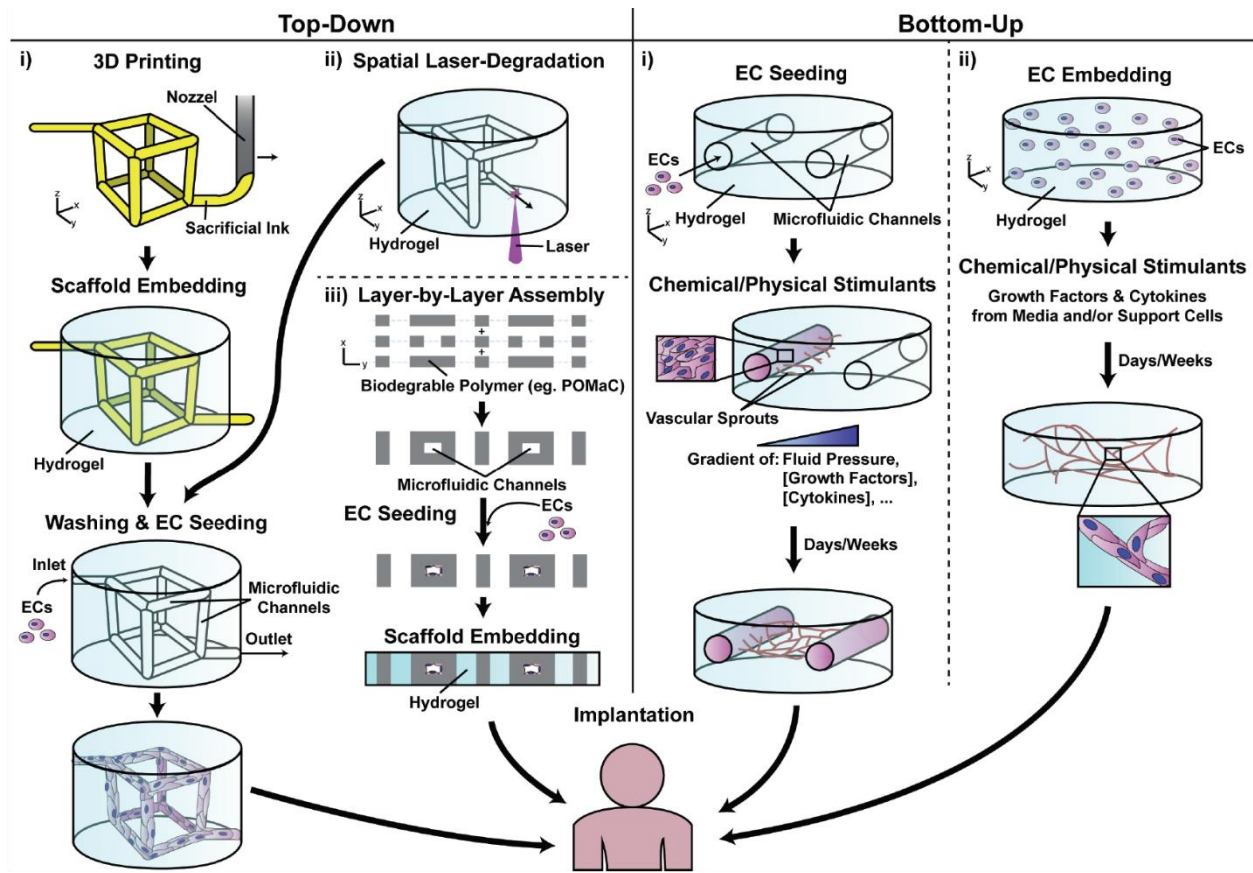 Top-Down
Bottom-Up
i)
3D Printing
Nozzel
z
x
y
Sacrificial Ink
Scaffold Embedding
Hydrogel
Washing & EC Seeding
Inlet
ECs
Microfluidic
Channels
Outlet
ii)
Spatial Laser-Degradation
z
x
y
Hydrogel
Laser
iii)
Layer-by-Layer Assembly
x
y
+
+
Biodegrable Polymer (eg. POMaC)
Microfluidic Channels
EC Seeding
ECs
Scaffold Embedding
Hydrogel
i)
EC Seeding
ECs
z
x
y
Hydrogel
Microfluidic Channels
Chemical/Physical Stimulants
Vascular Sprouts
Gradient of: Fluid Pressure,
[Growth Factors],
[Cytokines], ...
Days/Weeks
ii)
EC Embedding
ECs
z
x
y
Hydrogel
Chemical/Physical Stimulants
Growth Factors & Cytokines
from Media and/or Support Cells
Days/Weeks
Implantation